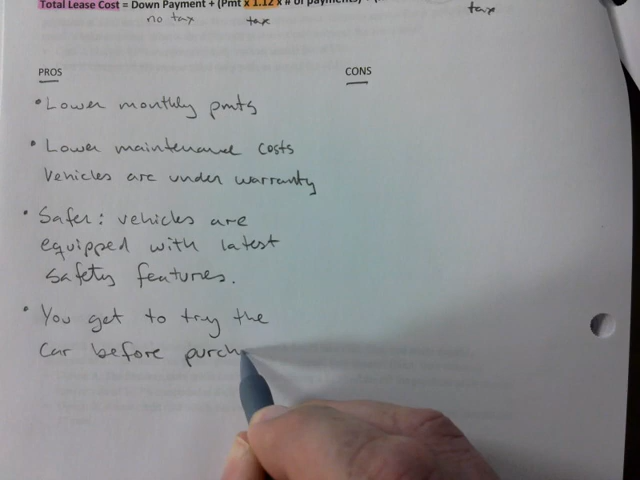 Total Lease Cost = Down Payment + (Pmt x 1.12 x # of payments) +
no tax tax tax
PROS CONS
• Lower monthly pmts
• Lower maintenance costs
Vehicles are under warranty
• Safer: vehicles are
equipped with latest
safety features.
• You get to try the
Car before purch